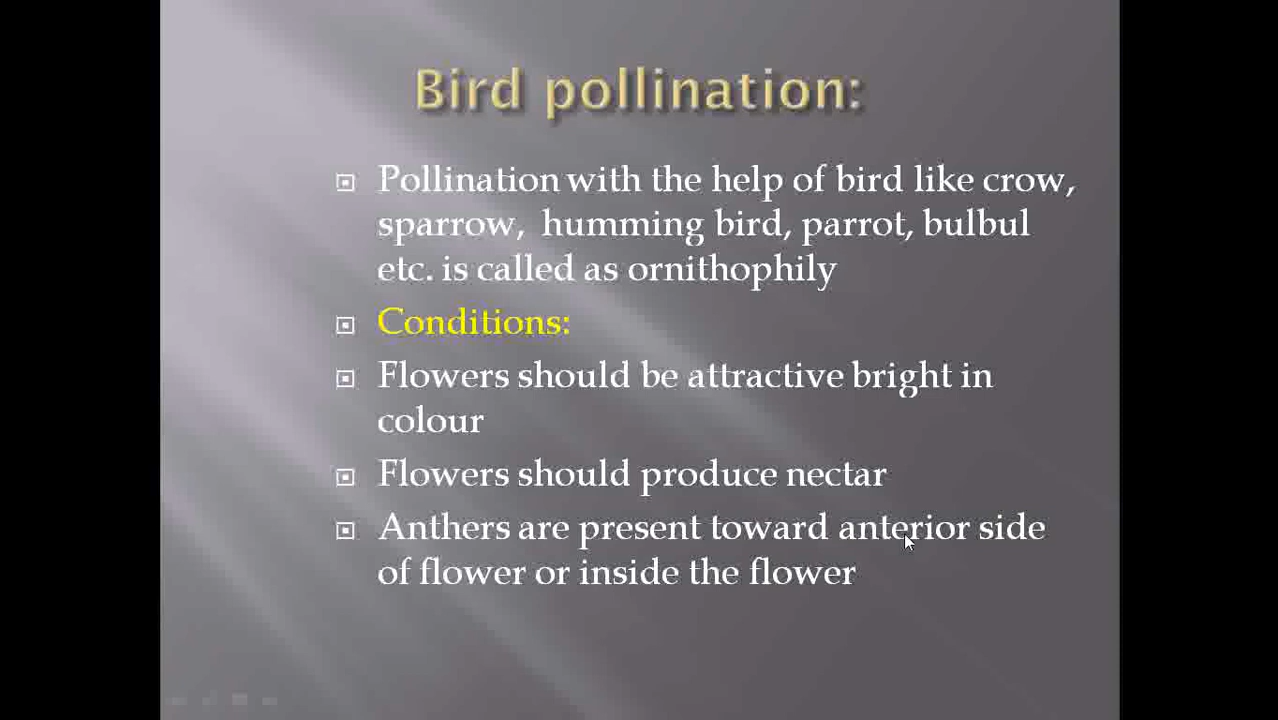 Bird pollination:
Pollination with the help of bird like crow,
sparrow, humming bird, parrot, bulbul
etc. is called as ornithophily
Conditions:
Flowers should be attractive bright in
colour
Flowers should produce nectar
Anthers are present toward anterior side
of flower or inside the flower